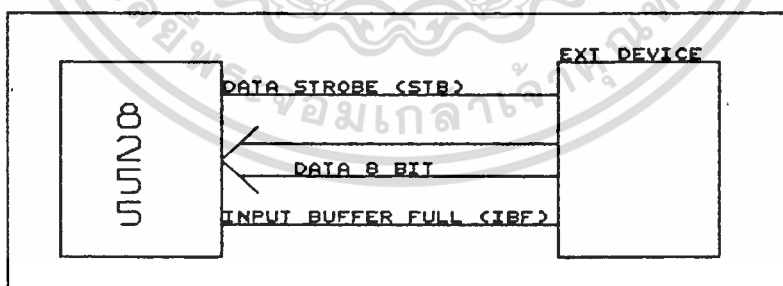 EXT DEVICE
DATA STROBE (STB)
8255
DATA 8 BIT
INPUT BUFFER FULL (IBF)